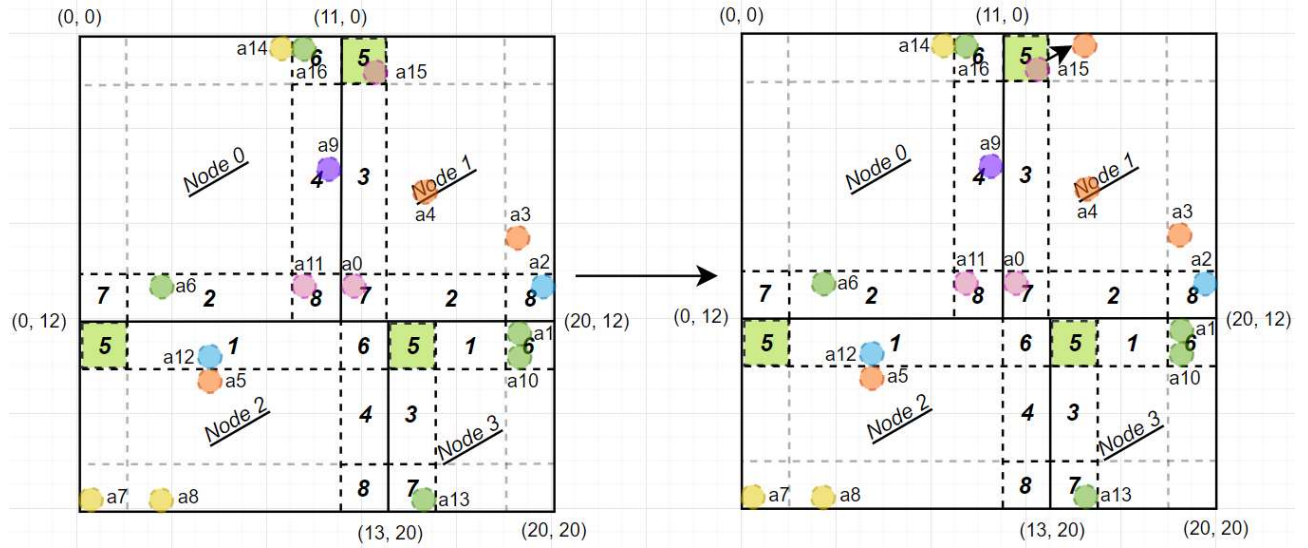 (0, 0)
(11, 0)
a14
6
a16
5
a15
a9
Node 0
4
3
Node 1
a4
a3
a11
a0
a2
7
a6
2
8
7
2
8
(0, 12)
(20, 12)
5
a12
1
6
5
1
6
a1
a5
a10
Node 2
4
3
Node 3
a7
a8
8
7
a13
(13, 20)
(20, 20)
(0, 0)
(11, 0)
a14
6
a16
5
a15
a9
Node 0
4
3
Node 1
a4
a3
a11
a0
a2
7
a6
2
8
7
2
8
(0, 12)
(20, 12)
5
a12
1
6
5
1
6
a1
a5
a10
Node 2
4
3
Node 3
a7
a8
8
7
a13
(13, 20)
(20, 20)